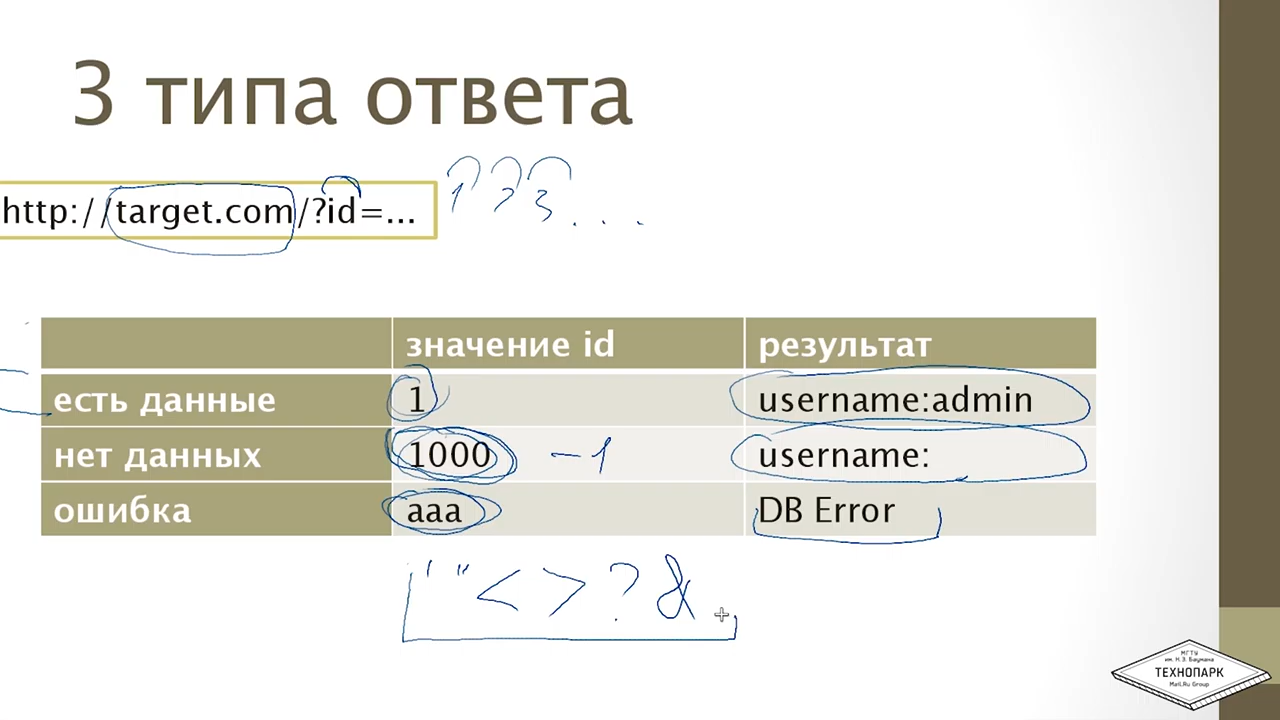 3 типа ответа
http://target.com/?id=...
1 2 3 ...
значение id результат
есть данные 1 username:admin
нет данных 1000 -1 username:
ошибка aaa DB Error
' " < > ? &
МГТУ
им. Н.Э. Баумана
ТЕХНОПАРК
Mail.Ru Group